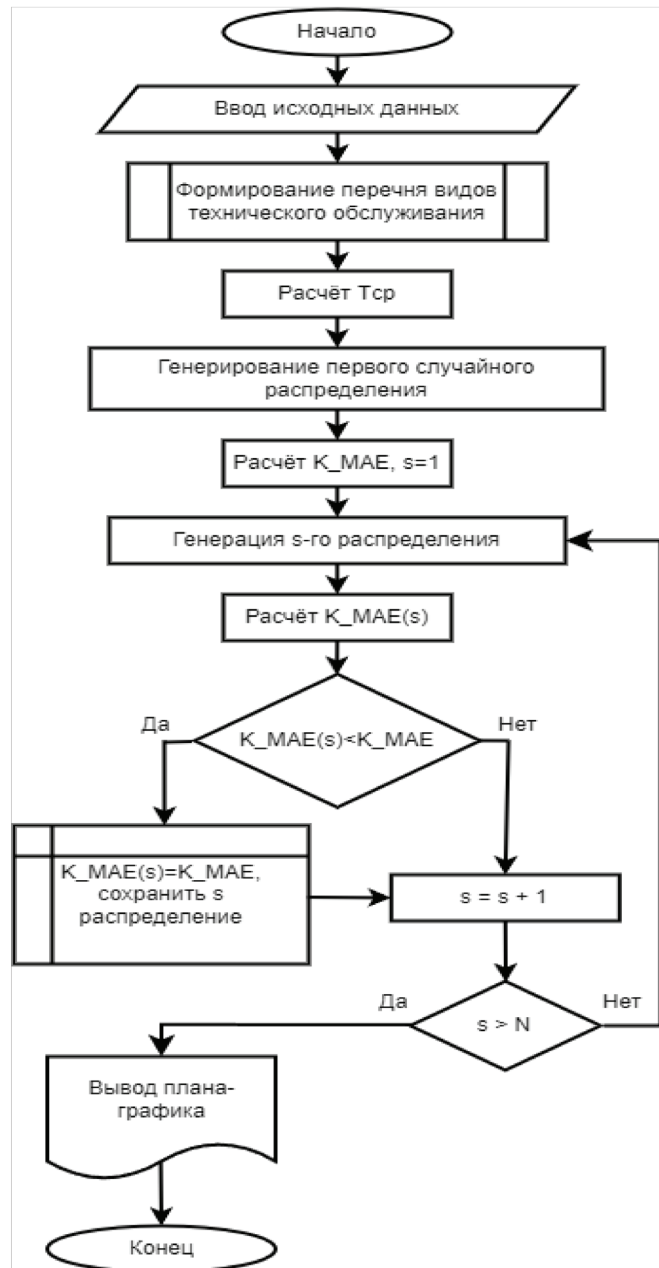 Начало
Ввод исходных данных
Формирование перечня видов
технического обслуживания
Расчёт Тср
Генерирование первого случайного
распределения
Расчёт K_MAE, s=1
Генерация s-го распределения
Расчёт K_MAE(s)
Да
Нет
K_MAE(s)<K_MAE
K_MAE(s)=K_MAE,
сохранить s
распределение
s = s + 1
Да
Нет
s > N
Вывод плана-
графика
Конец